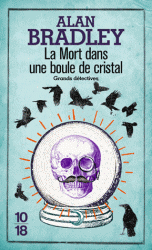 ALAN
BRADLEY
La Mort dans
une boule de cristal
Grands détectives
10
18